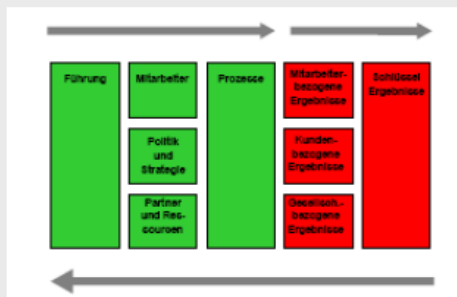 Führung
Mitarbeiter
Prozesse
Mitarbeiter-
bezogene
Ergebnisse
Schlüssel
Ergebnisse
Politik
und
Strategie
Kunden-
bezogene
Ergebnisse
Partner
und Res-
sourcen
Gesellsch.-
bezogene
Ergebnisse